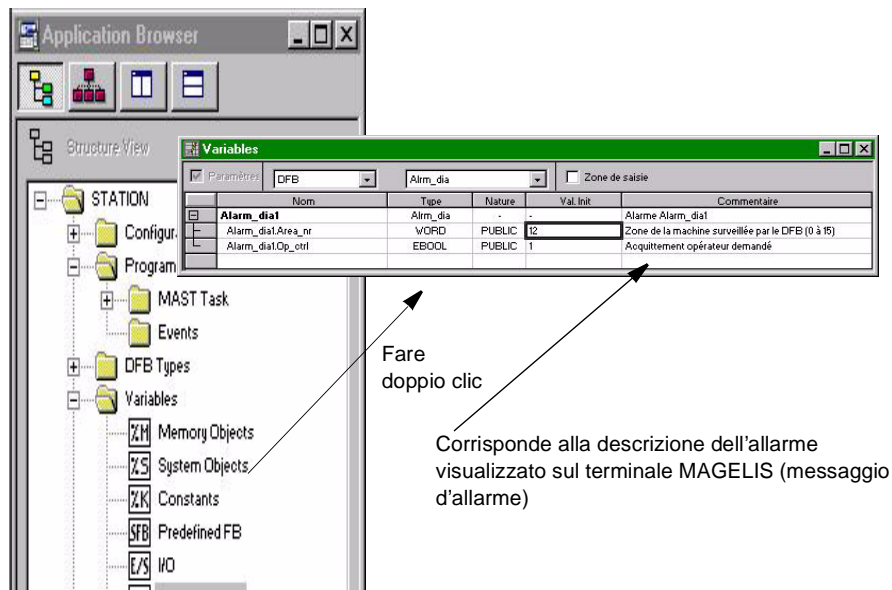 Application Browser
Structure View
STATION
Configur.
Program
MAST Task
Events
DFB Types
Variables
%M Memory Objects
%S System Objects
%K Constants
SFB Predefined FB
E/S I/O
Variables
Paramètres DFB Alrm_dia Zone de saisie
Nom Type Nature Val. Init Commentaire
Alarm_dia1 Alrm_dia - - Alarme Alarm_dia1
Alarm_dia1.Area_nr WORD PUBLIC 12 Zone de la machine surveillée par le DFB (0 à 15)
Alarm_dia1.Op_ctrl EBOOL PUBLIC 1 Acquittement opérateur demandé
Fare
doppio clic
Corrisponde alla descrizione dell'allarme
visualizzato sul terminale MAGELIS (messaggio
d'allarme)